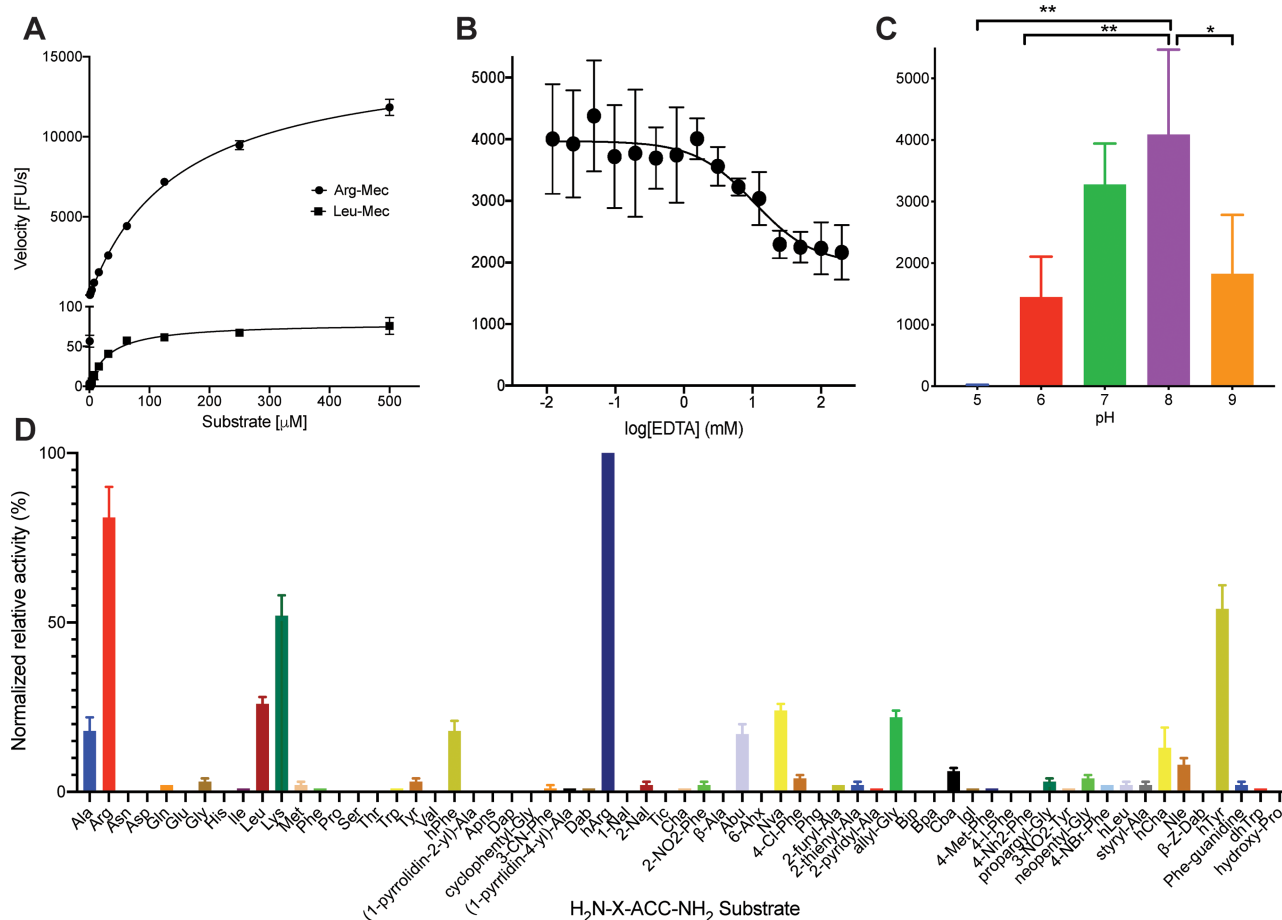 A
15000
10000
5000
100
50
0
Velocity [FU/s]
Arg-Mec
Leu-Mec
0 100 200 300 400 500
Substrate [μM]
B
5000
4000
3000
2000
1000
0
-2 -1 0 1 2
log[EDTA] (mM)
C
**
**
*
5000
4000
3000
2000
1000
0
5 6 7 8 9
pH
D
100
50
0
Normalized relative activity (%)
Ala
Arg
Asn
Asp
Gln
Glu
Gly
His
Ile
Leu
Lys
Met
Phe
Pro
Ser
Thr
Trp
Tyr
Val
hPhe
(1-pyrrolidin-2-yl)-Ala
Apns
Dap
cyclophentyl-Gly
3-CN-Phe
(1-pyrrtidin-4-yl)-Ala
Dab
hArg
1-Nal
2-Nal
Tic
Cha
2-NO2-Phe
β-Ala
Abu
6-Ahx
Nva
4-Cl-Phe
Phg
2-furyl-Ala
2-thienyl-Ala
2-pyridyl-Ala
allyl-Gly
Bip
Bpa
Cba
Igl
4-Met-Phe
4-I-Phe
4-Nh2-Phe
propargyl-Gly
3-NO2-Tyr
neopentyl-Gly
4-NBr-Phe
hLeu
styryl-Ala
hCha
Nle
β-Z-Dab
hTyr
Phe-guanidine
dhTrp
hydroxy-Pro
H₂N-X-ACC-NH₂ Substrate